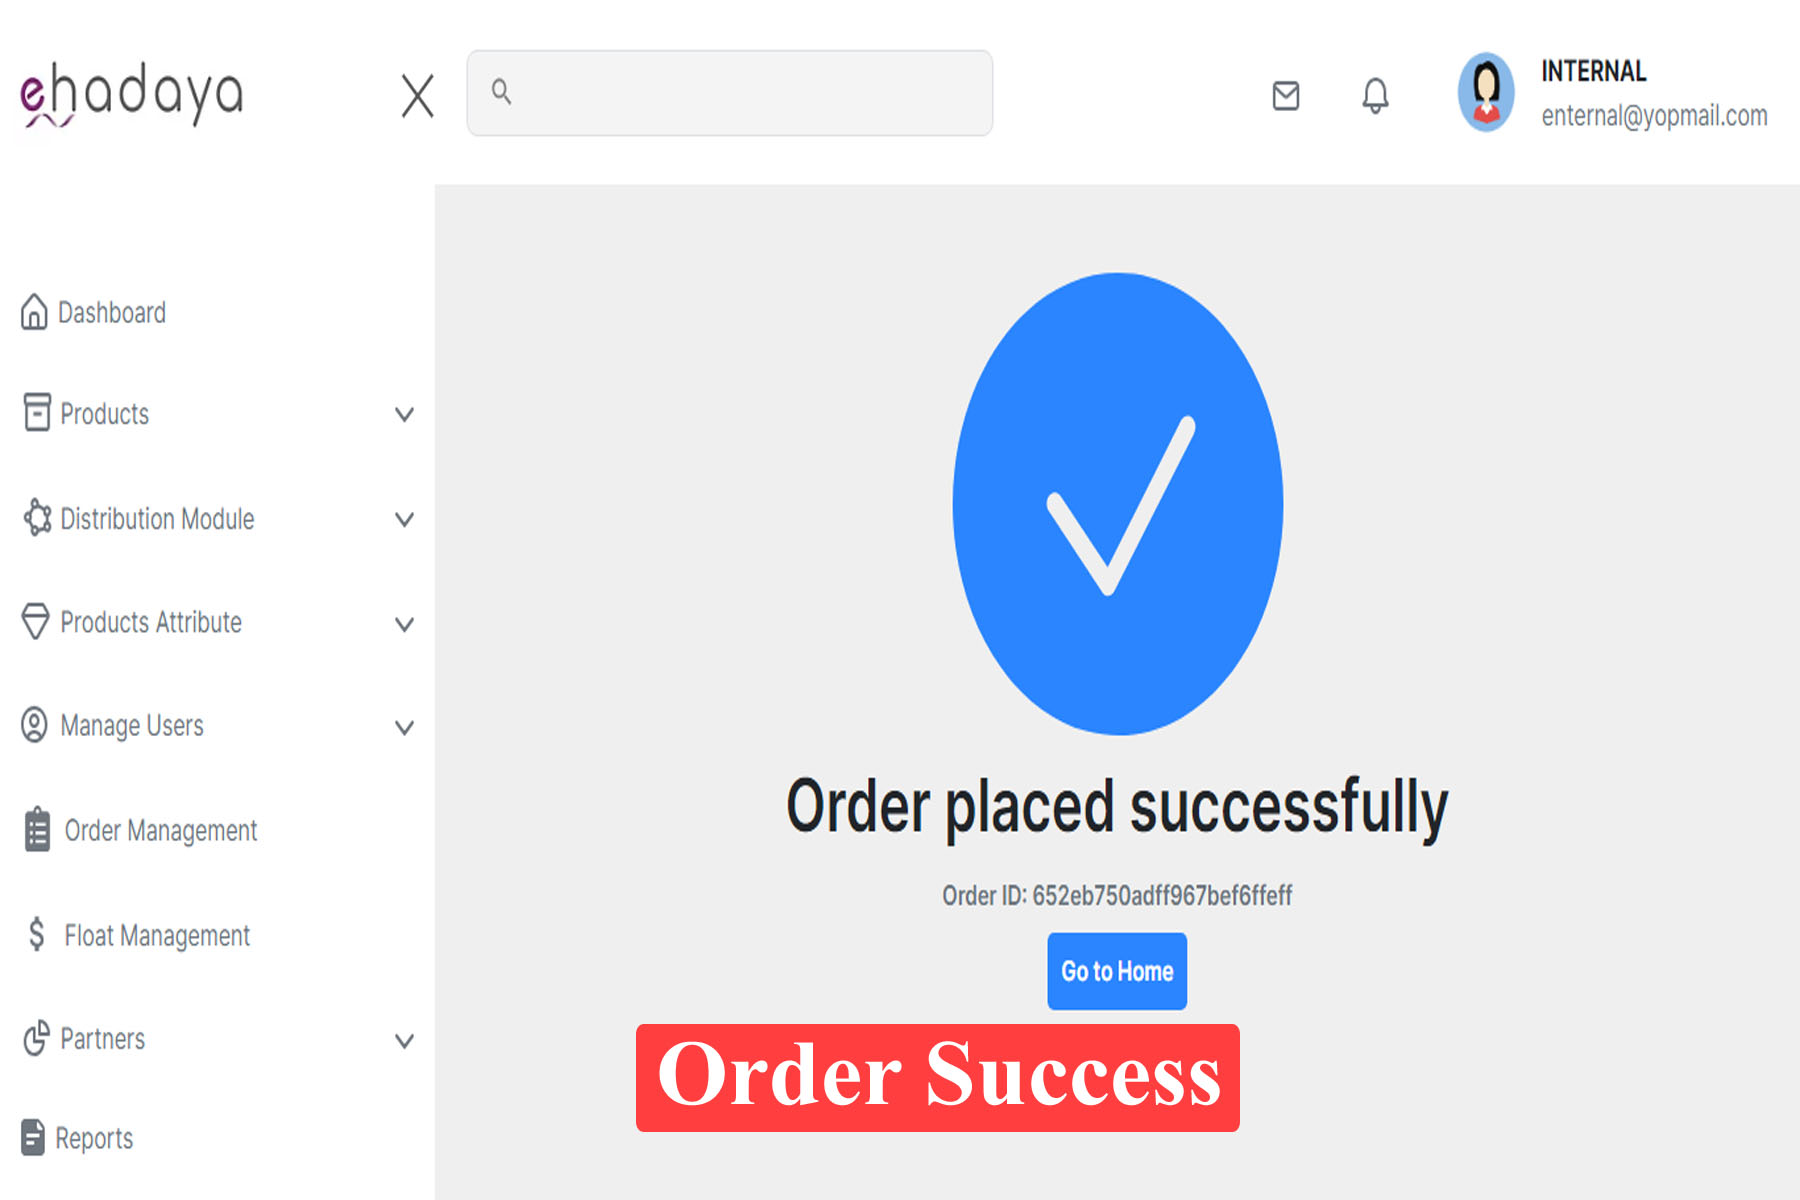 ehadaya
INTERNAL
enternal@yopmail.com
Dashboard
Products
Distribution Module
Products Attribute
Manage Users
Order Management
Float Management
Partners
Reports
Order placed successfully
Order ID: 652eb750adff967bef6ffeff
Go to Home
Order Success